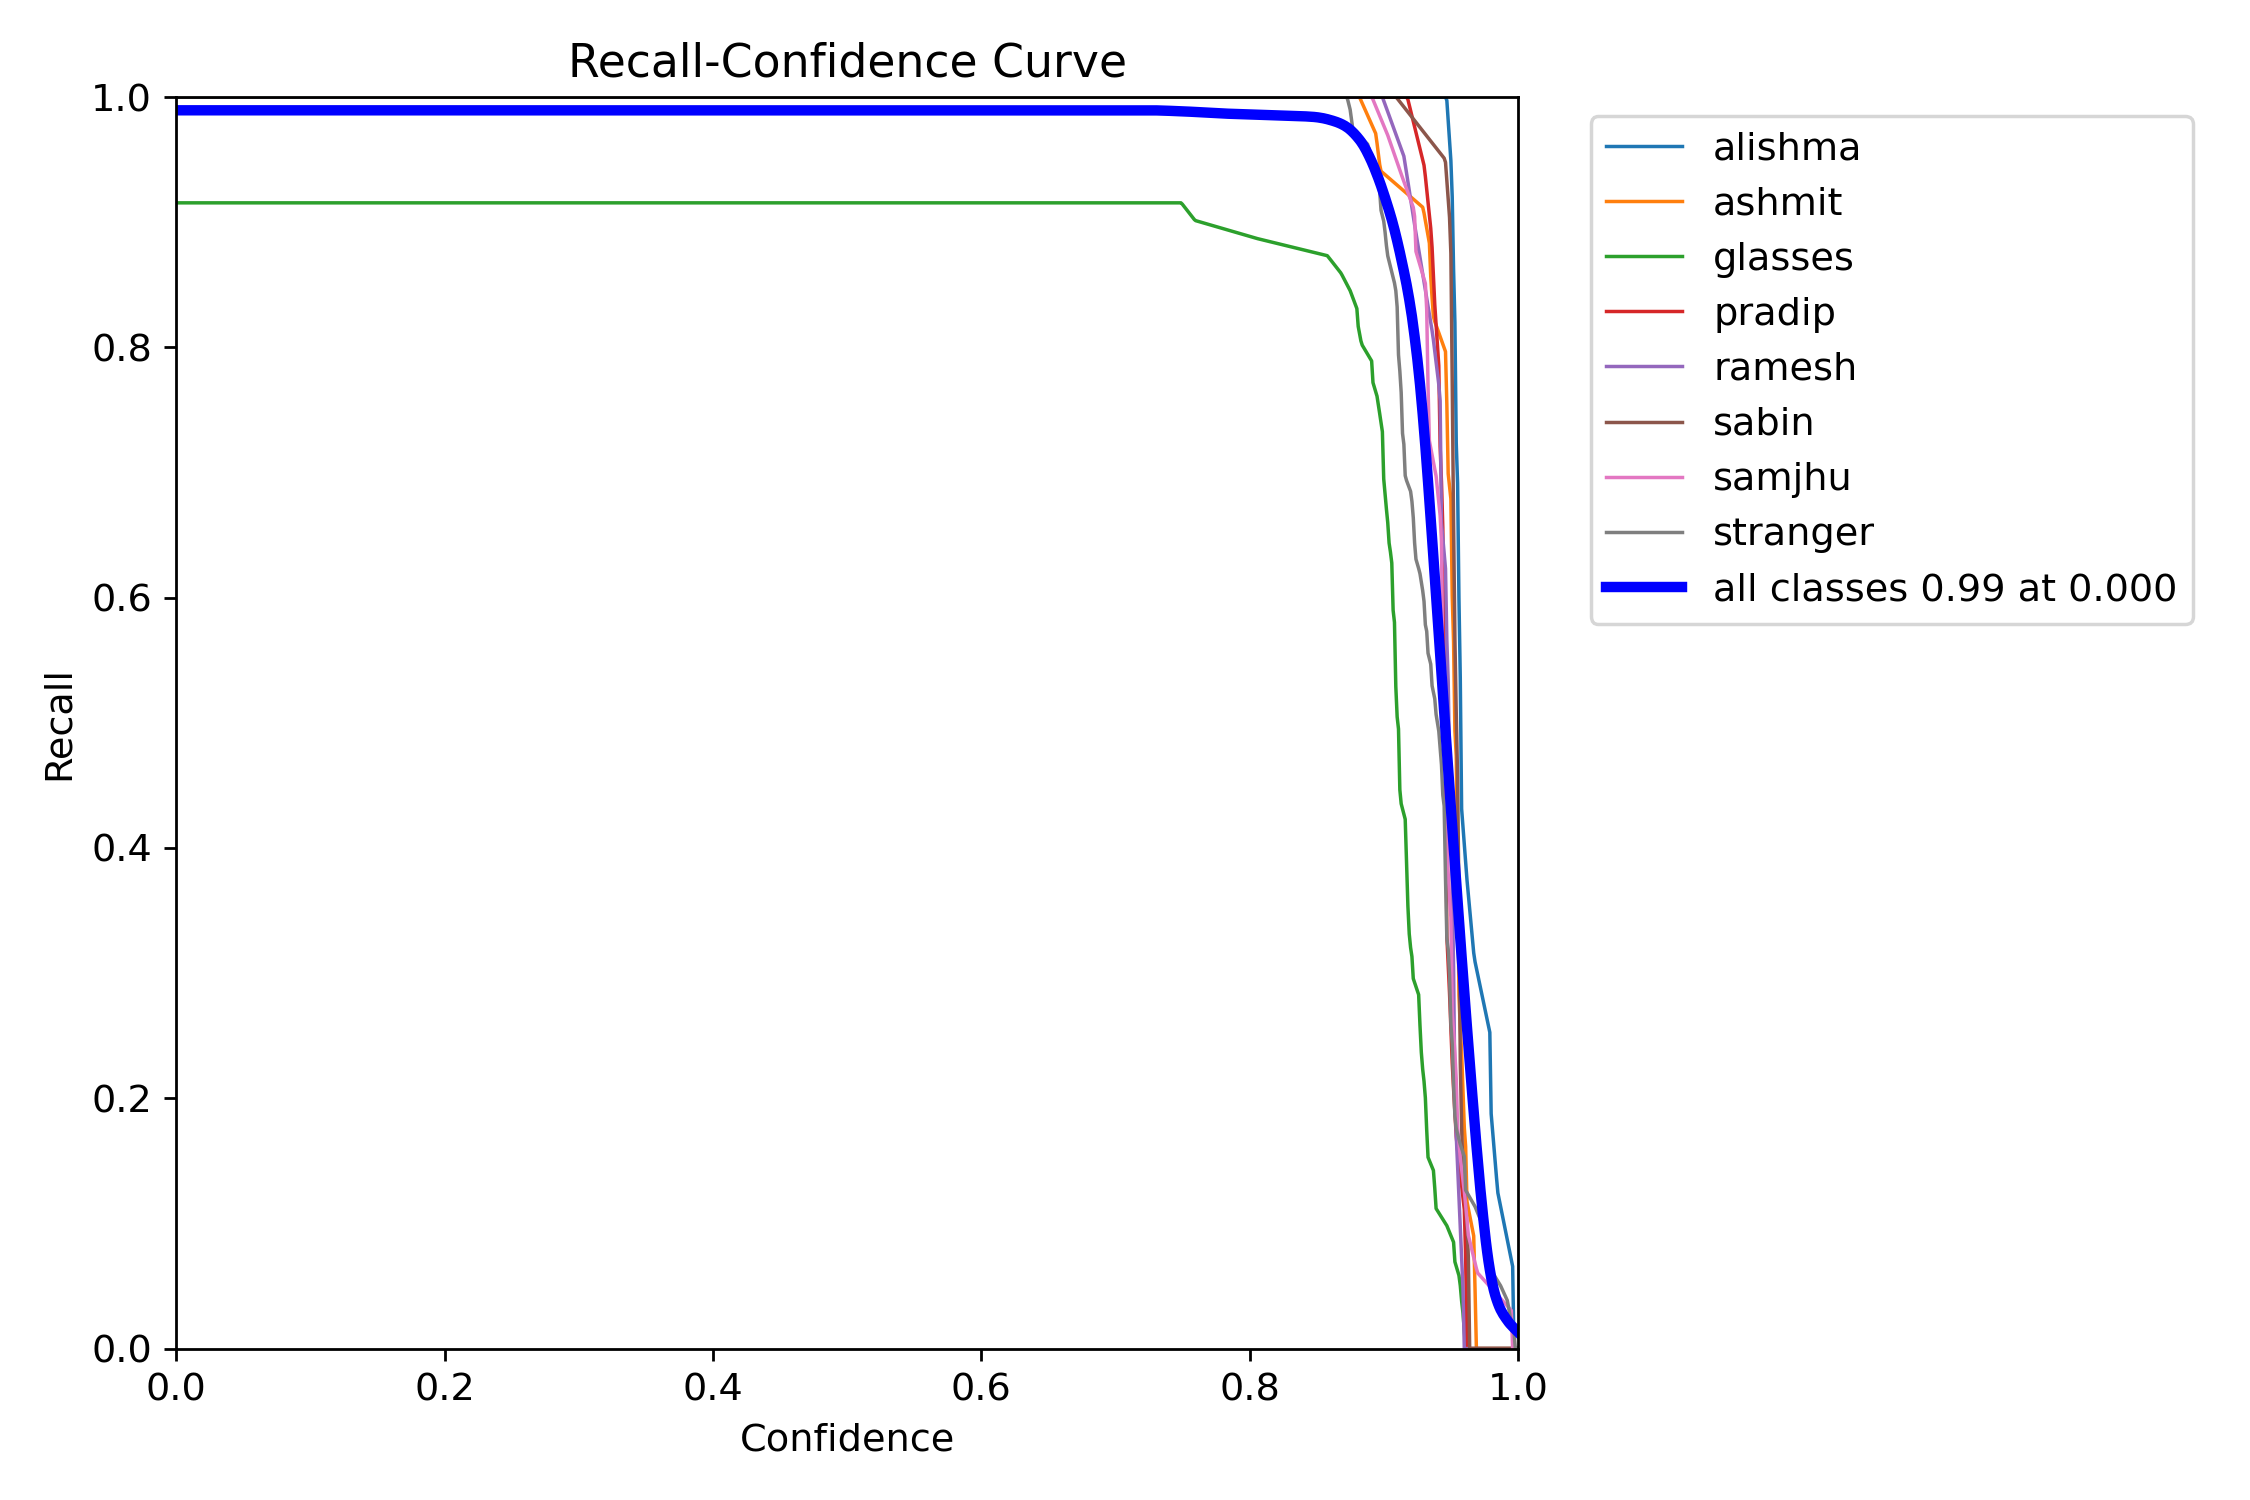 Recall-Confidence Curve
1.0
0.8
0.6
0.4
0.2
0.0
Recall
0.0 0.2 0.4 0.6 0.8 1.0
Confidence
alishma
ashmit
glasses
pradip
ramesh
sabin
samjhu
stranger
all classes 0.99 at 0.000